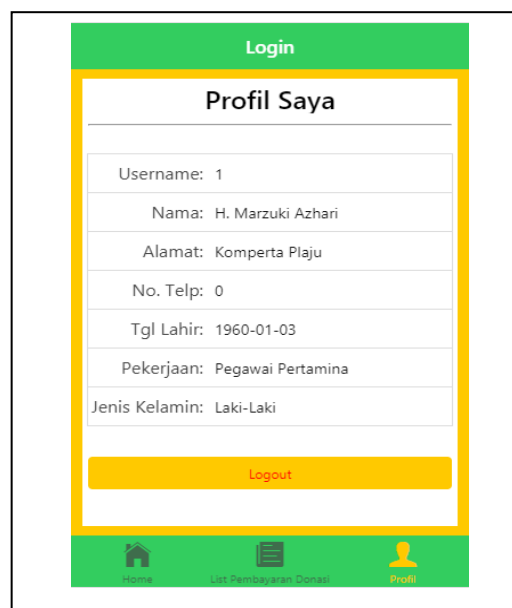 Login
Profil Saya
Username: 1
Nama: H. Marzuki Azhari
Alamat: Komperta Plaju
No. Telp: 0
Tgl Lahir: 1960-01-03
Pekerjaan: Pegawai Pertamina
Jenis Kelamin: Laki-Laki
Logout
Home List Pembayaran Donasi Profil